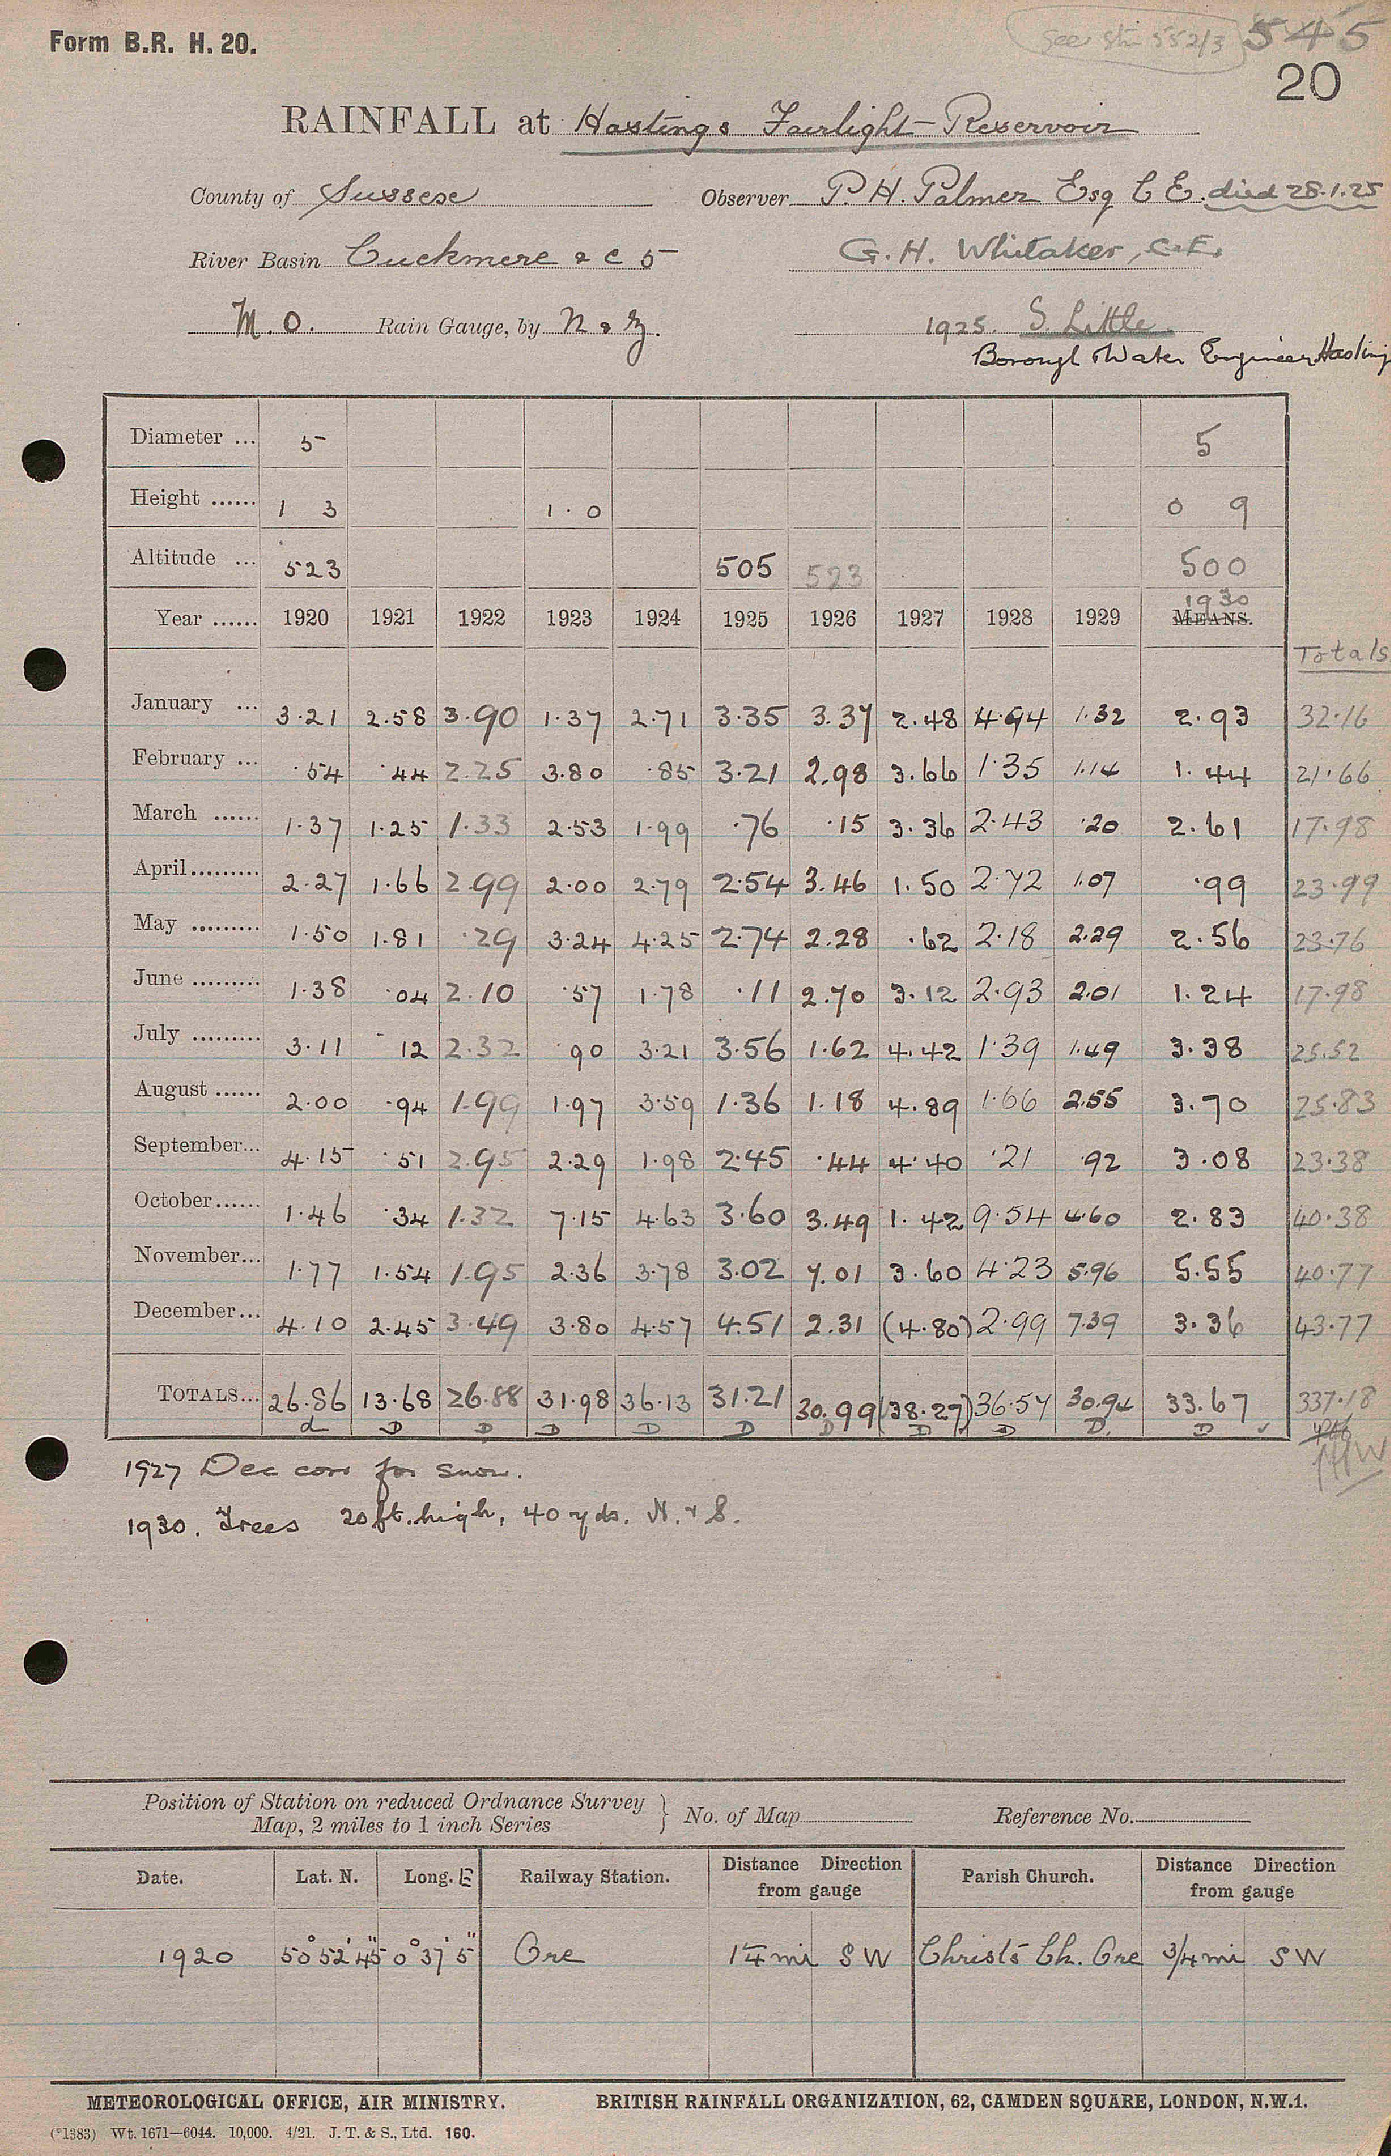 Form B.R. H. 20.
See Stn 552/3 545
20
RAINFALL at Hastings Fairlight Reservoir
County of Sussex Observer P. H. Palmer Esq C E. died 28.1.25
River Basin Cuckmere & C 5 G. H. Whitaker, C.E.
M. O. Rain Gauge, by N & Z. 1925. S. Little
Borough Water Engineer Hastings
Diameter ... 5 5
Height ...... 1 3 1.0 0 9
Altitude ... 523 505 523 500
1930
Year ...... 1920 1921 1922 1923 1924 1925 1926 1927 1928 1929 MEANS.
Totals
January ... 3.21 2.58 3.90 1.37 2.71 3.35 3.37 2.48 4.94 1.32 2.93 32.16
February ... .54 .44 2.25 3.80 .85 3.21 2.98 3.66 1.35 1.14 1.44 21.66
March ...... 1.37 1.25 1.33 2.53 1.99 .76 .15 3.36 2.43 .20 2.61 17.98
April ......... 2.27 1.66 2.99 2.00 2.79 2.54 3.46 1.50 2.72 1.07 .99 23.99
May ......... 1.50 1.81 .29 3.24 4.25 2.74 2.28 .62 2.18 2.29 2.56 23.76
June ......... 1.38 .04 2.10 .57 1.78 .11 2.70 3.12 2.93 2.01 1.24 17.98
July ......... 3.11 .12 2.32 .90 3.21 3.56 1.62 4.42 1.39 1.49 3.38 25.52
August ...... 2.00 .94 1.99 1.97 3.59 1.36 1.18 4.89 1.66 2.55 3.70 25.83
September... 4.15 .51 2.95 2.29 1.98 2.45 .44 4.40 .21 .92 3.08 23.38
October...... 1.46 .34 1.32 7.15 4.63 3.60 3.49 1.42 9.54 4.60 2.83 40.38
November... 1.77 1.54 1.95 2.36 3.78 3.02 7.01 3.60 4.23 5.96 5.55 40.77
December... 4.10 2.45 3.49 3.80 4.57 4.51 2.31 (4.80) 2.99 7.39 3.36 43.77
TOTALS... 26.86 13.68 26.88 31.98 36.13 31.21 30.99 (38.27) 36.57 30.94 33.67 337.18
d D D D D D D D D D. D ✓
1927 Dec corr for snow.
1930. Trees 20 ft. high, 40 yds. N. & S.
Position of Station on reduced Ordnance Survey
Map, 2 miles to 1 inch Series } No. of Map Reference No.
Date. Lat. N. Long. E Railway Station. Distance Direction from gauge Parish Church. Distance Direction from gauge
1920 50° 52' 45" 0° 37' 5" Ore 1¼ mi S W Christ's Ch. Ore 3/4 mi S W
METEOROLOGICAL OFFICE, AIR MINISTRY. BRITISH RAINFALL ORGANIZATION, 62, CAMDEN SQUARE, LONDON, N.W.1.
(*1383) Wt. 1671—6044. 10,000. 4/21. J. T. & S., Ltd. 160.